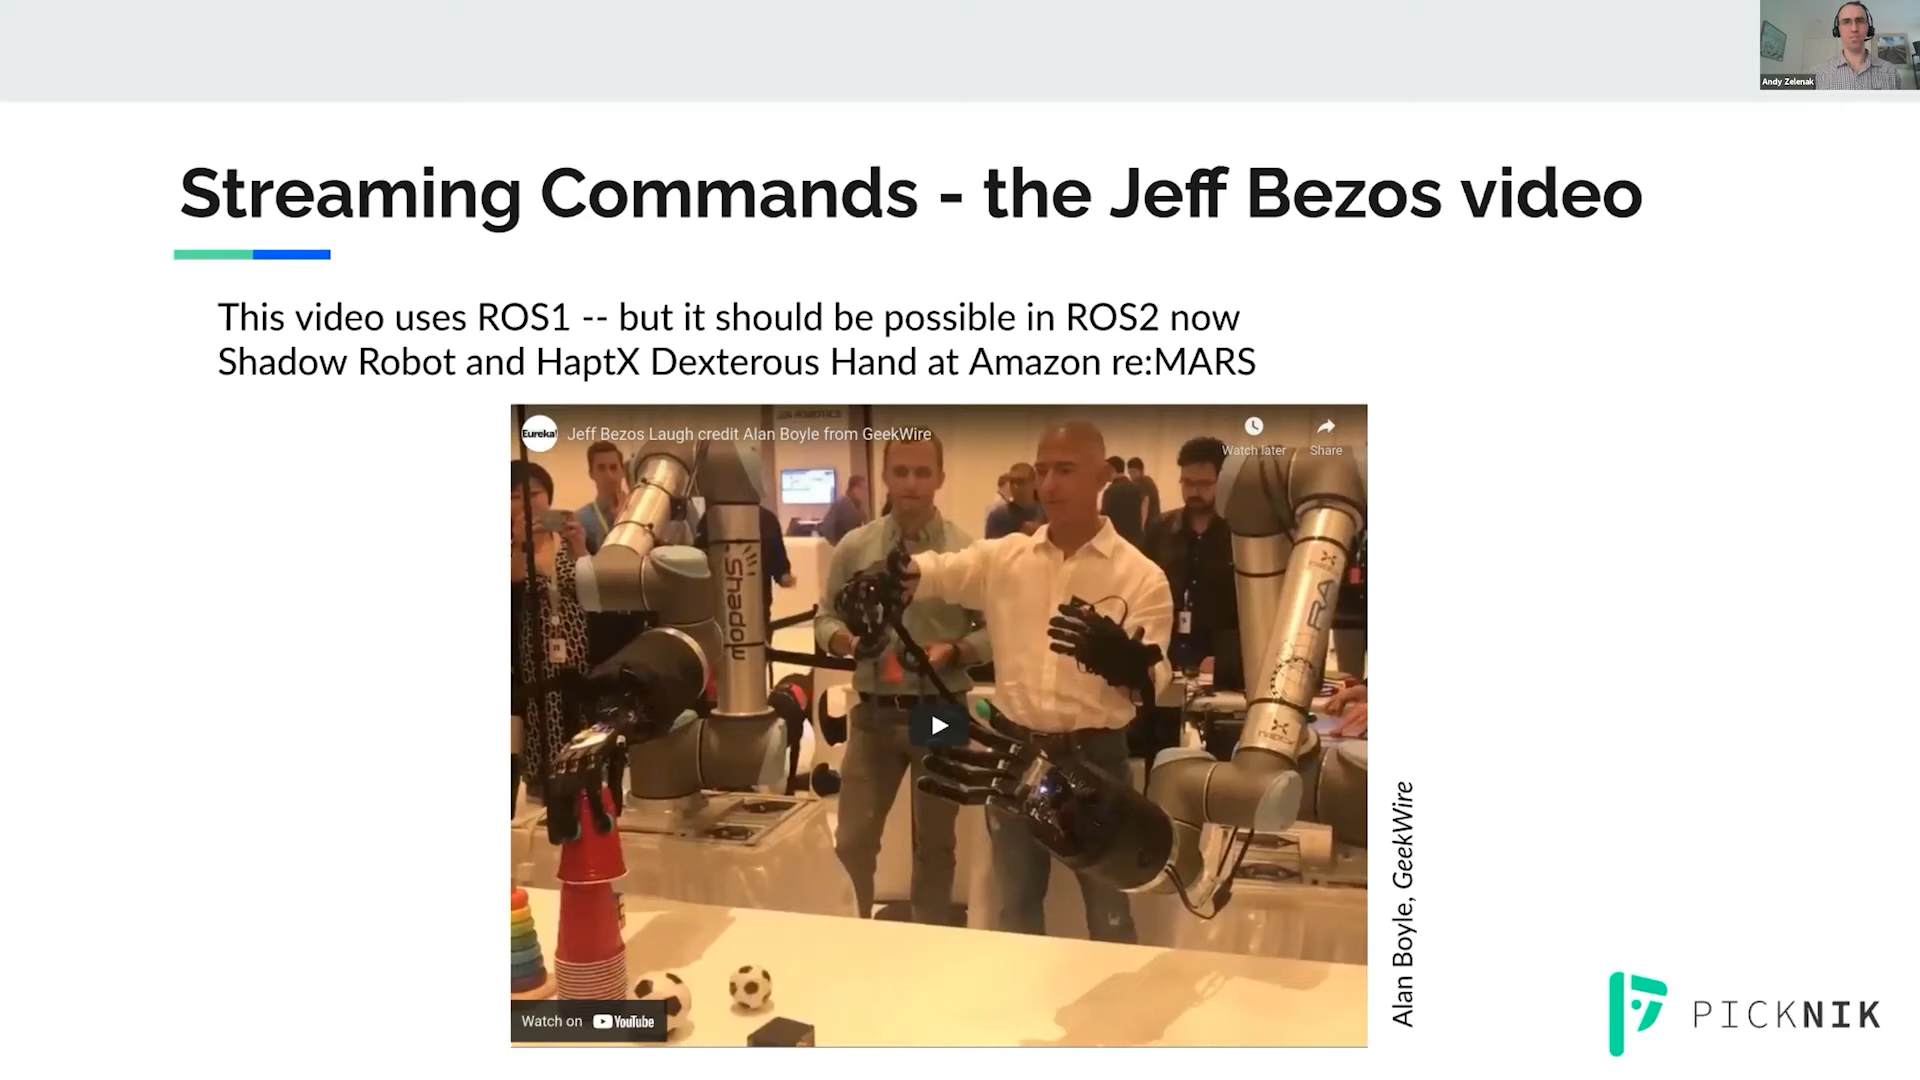 Andy Zelenak
Streaming Commands - the Jeff Bezos video
This video uses ROS1 -- but it should be possible in ROS2 now
Shadow Robot and HaptX Dexterous Hand at Amazon re:MARS
Eureka!
Jeff Bezos Laugh credit Alan Boyle from GeekWire
Watch later
Share
Shadow
Watch on YouTube
Alan Boyle, GeekWire
PICKNIK